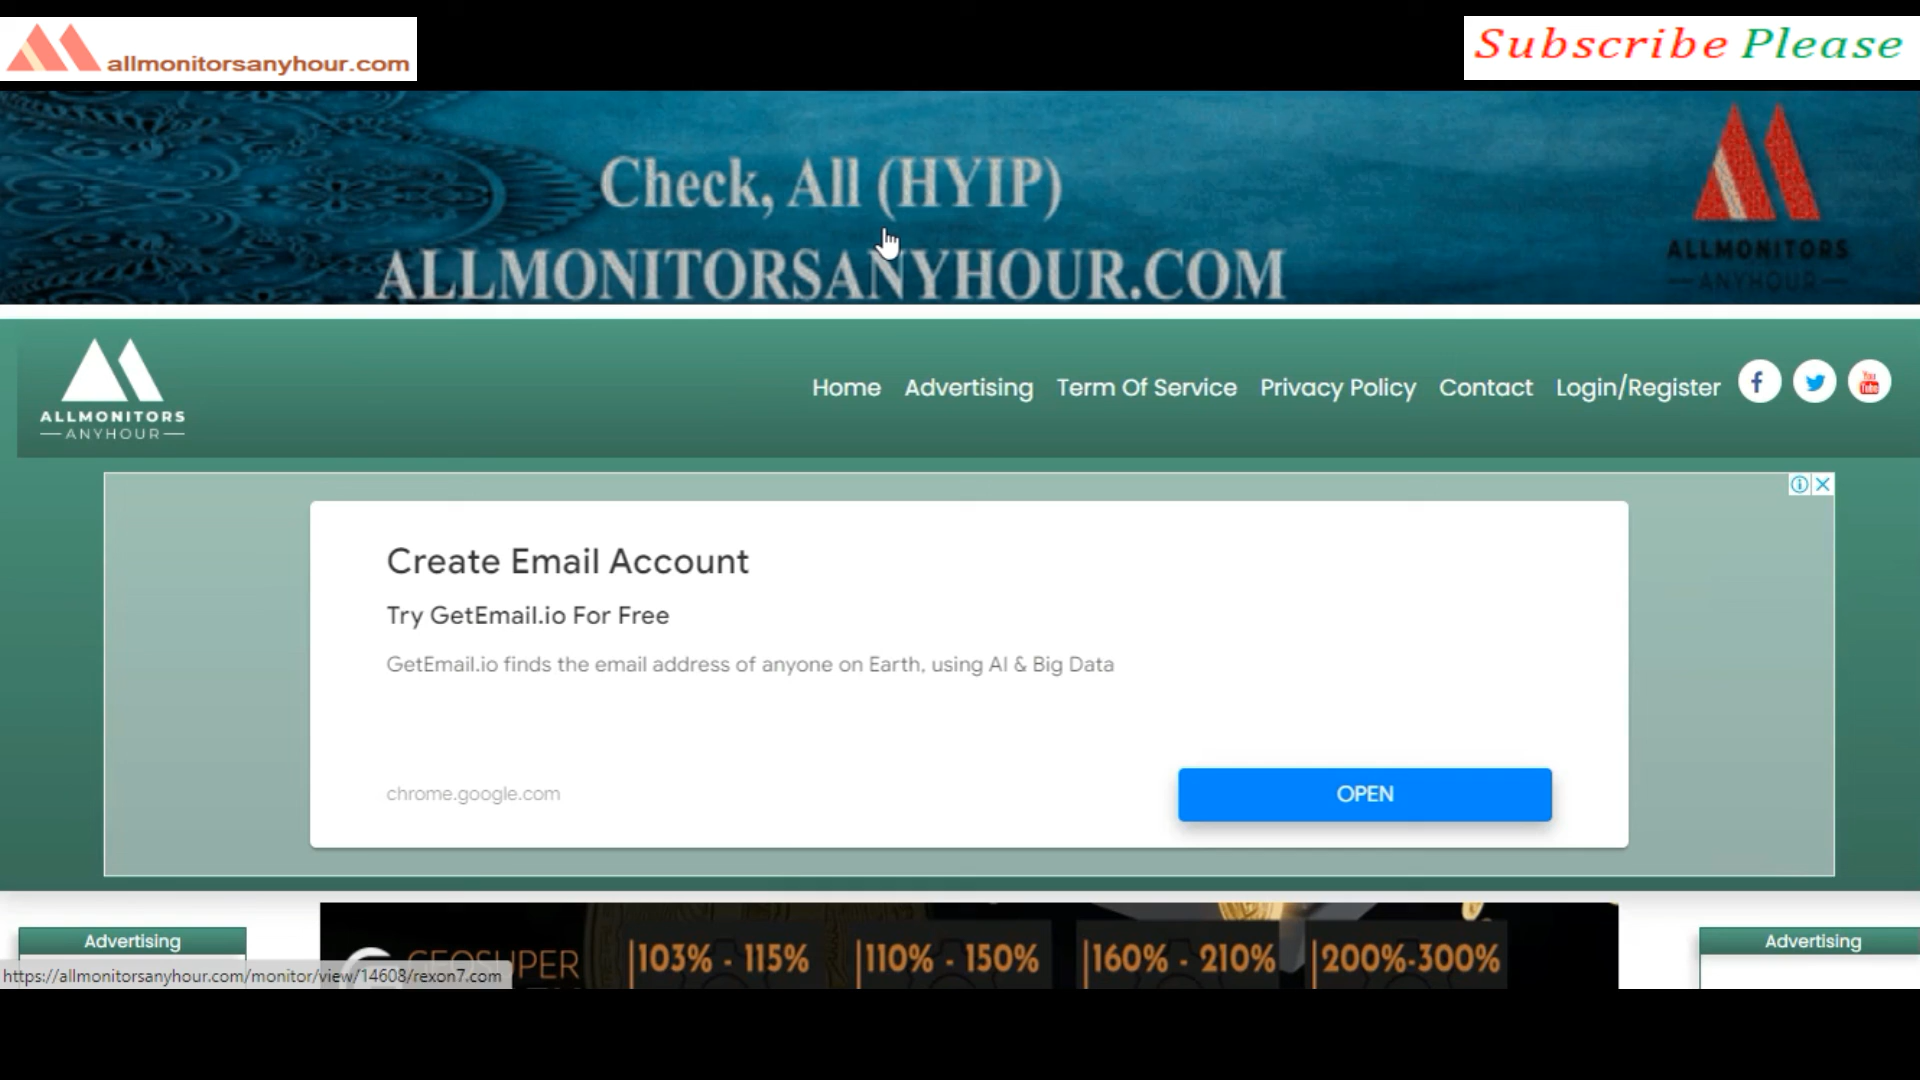 allmonitorsanyhour.com
Subscribe Please
Check, All (HYIP)
ALLMONITORSANYHOUR.COM
ALLMONITORS
ANYHOUR
ALLMONITORS
ANYHOUR
Home Advertising Term Of Service Privacy Policy Contact Login/Register
You
Tube
Create Email Account
Try GetEmail.io For Free
GetEmail.io finds the email address of anyone on Earth, using AI & Big Data
chrome.google.com
OPEN
Advertising
103% - 115% 110% - 150% 160% - 210% 200%-300%
Advertising
https://allmonitorsanyhour.com/monitor/view/14608/rexon7.com